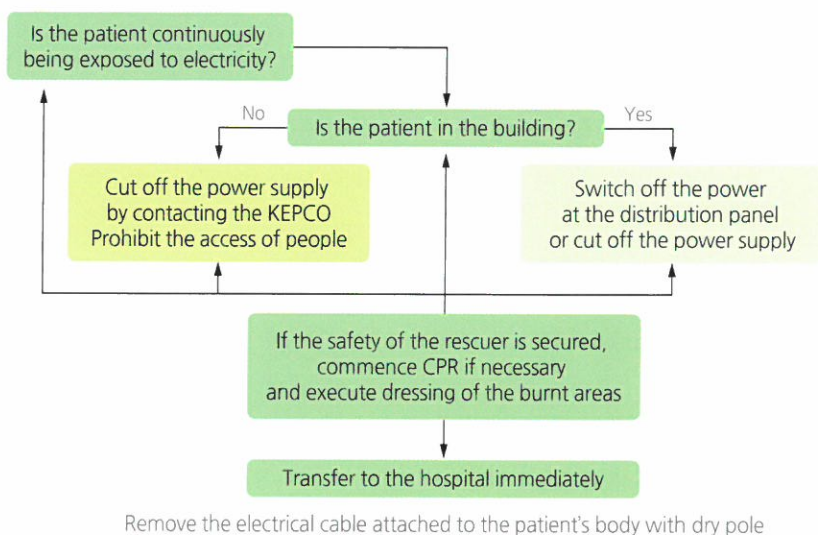 Is the patient continuously
being exposed to electricity?
No
Is the patient in the building?
Yes
Cut off the power supply
by contacting the KEPCO
Prohibit the access of people
Switch off the power
at the distribution panel
or cut off the power supply
If the safety of the rescuer is secured,
commence CPR if necessary
and execute dressing of the burnt areas
Transfer to the hospital immediately
Remove the electrical cable attached to the patient's body with dry pole